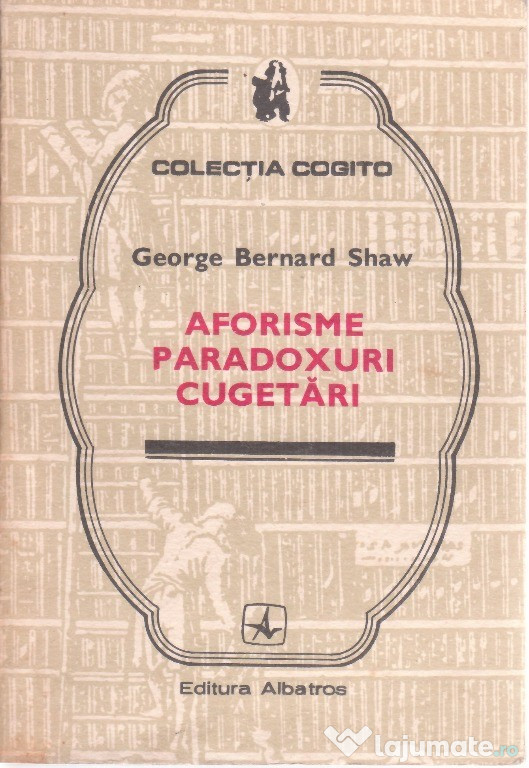 COLECȚIA COGITO
George Bernard Shaw
AFORISME
PARADOXURI
CUGETĂRI
Editura Albatros
lajumate.ro